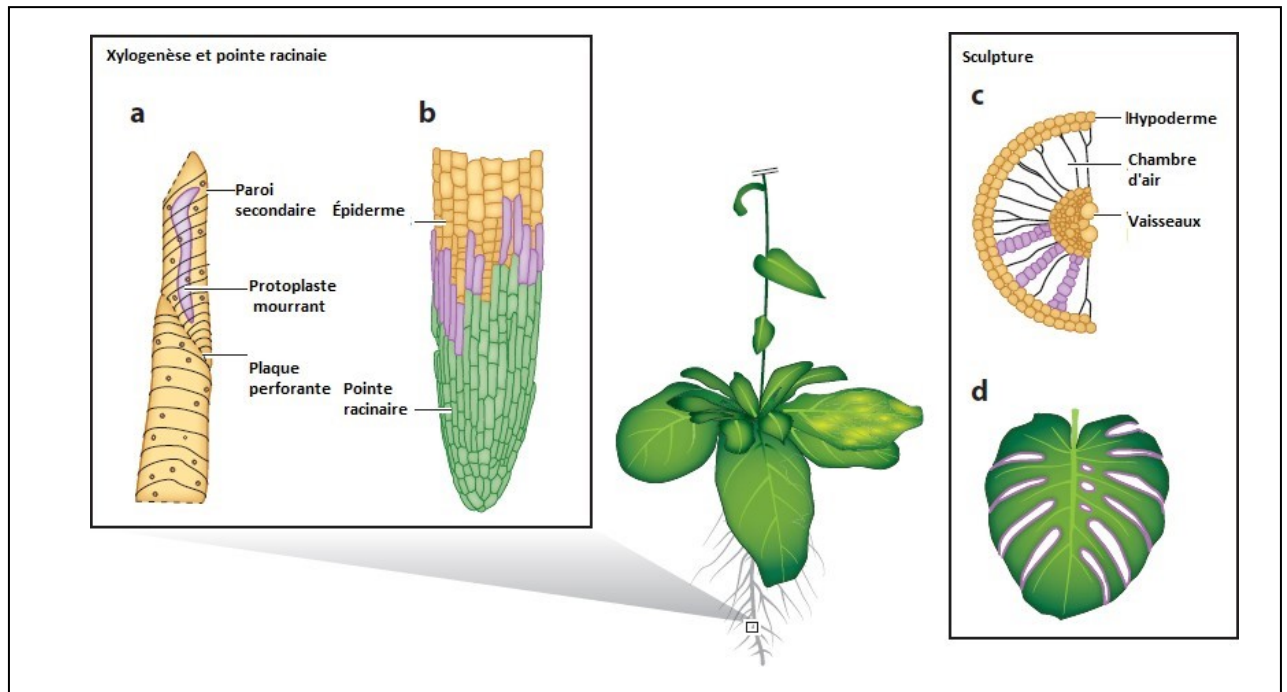 Xylogenèse et pointe racinaie
a
b
Paroi
secondaire
Épiderme
Protoplaste
mourrant
Plaque
perforante
Pointe
racinaire
Sculpture
c
Hypoderme
Chambre
d'air
Vaisseaux
d